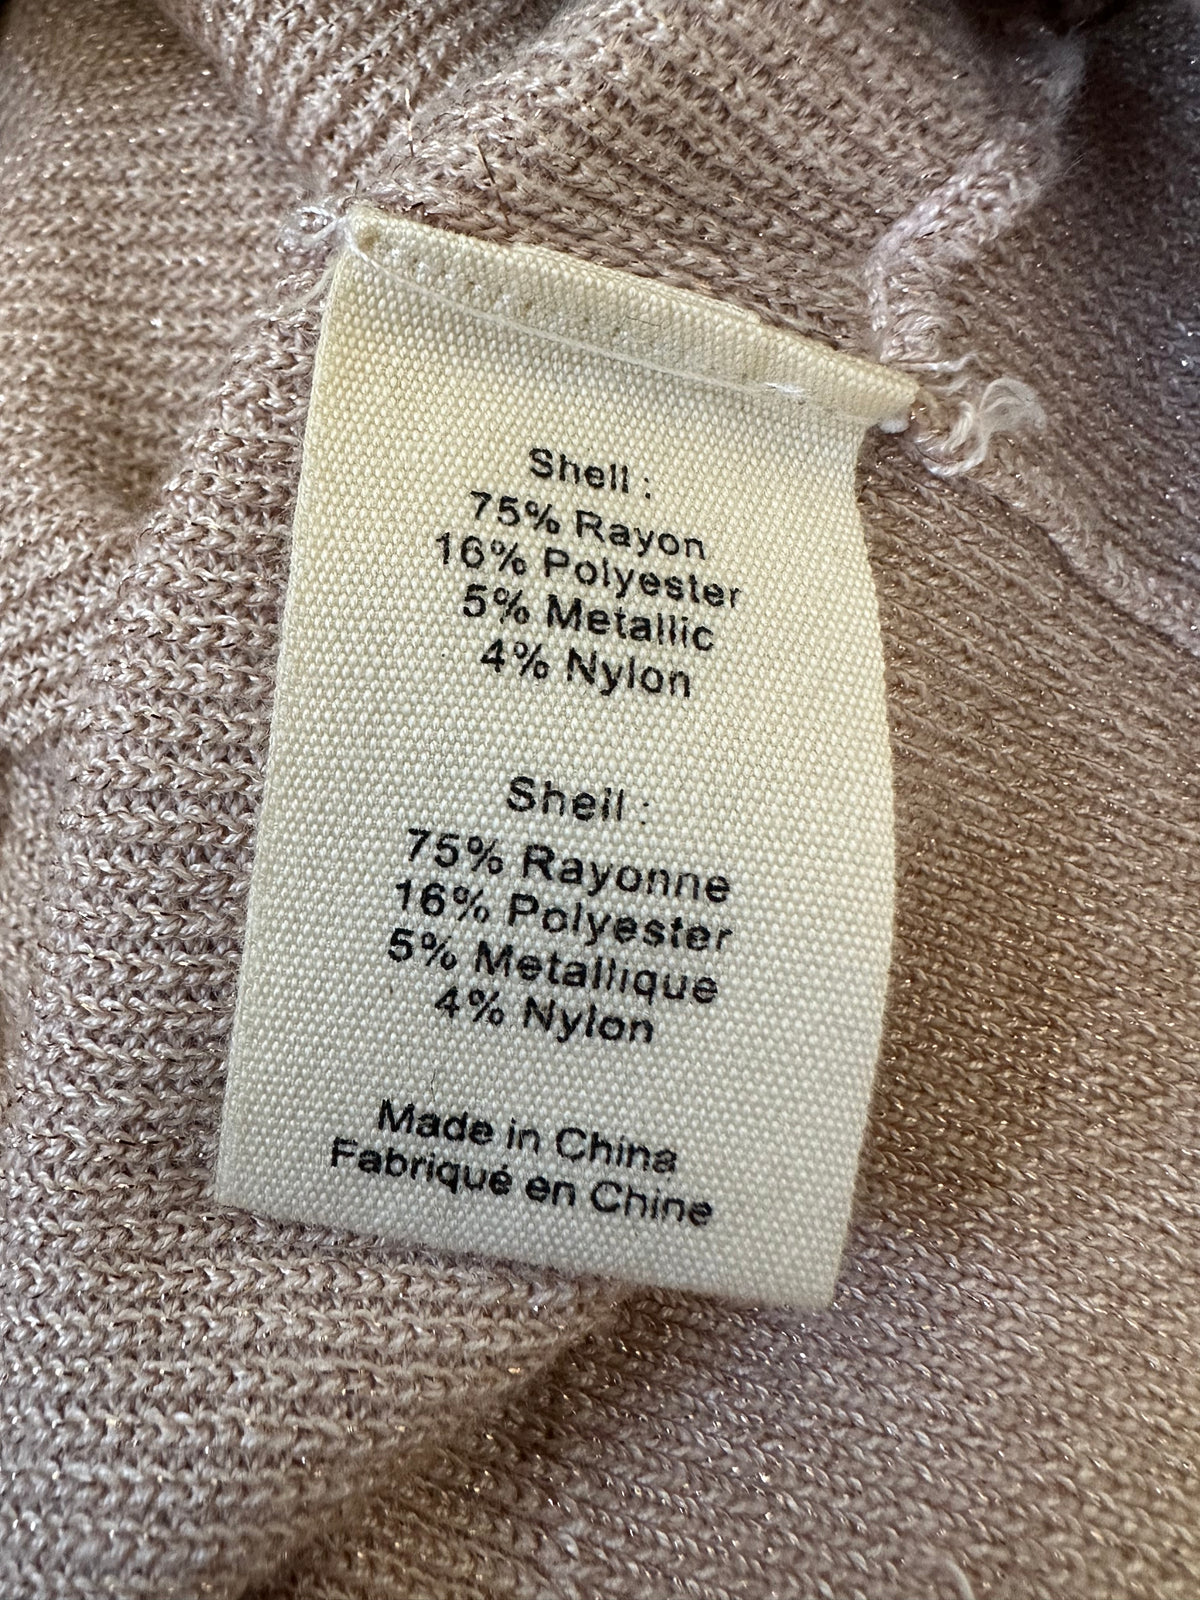 Shell :
75% Rayon
16% Polyester
5% Metallic
4% Nylon
Shell :
75% Rayonne
16% Polyester
5% Metallique
4% Nylon
Made in China
Fabriqué en Chine